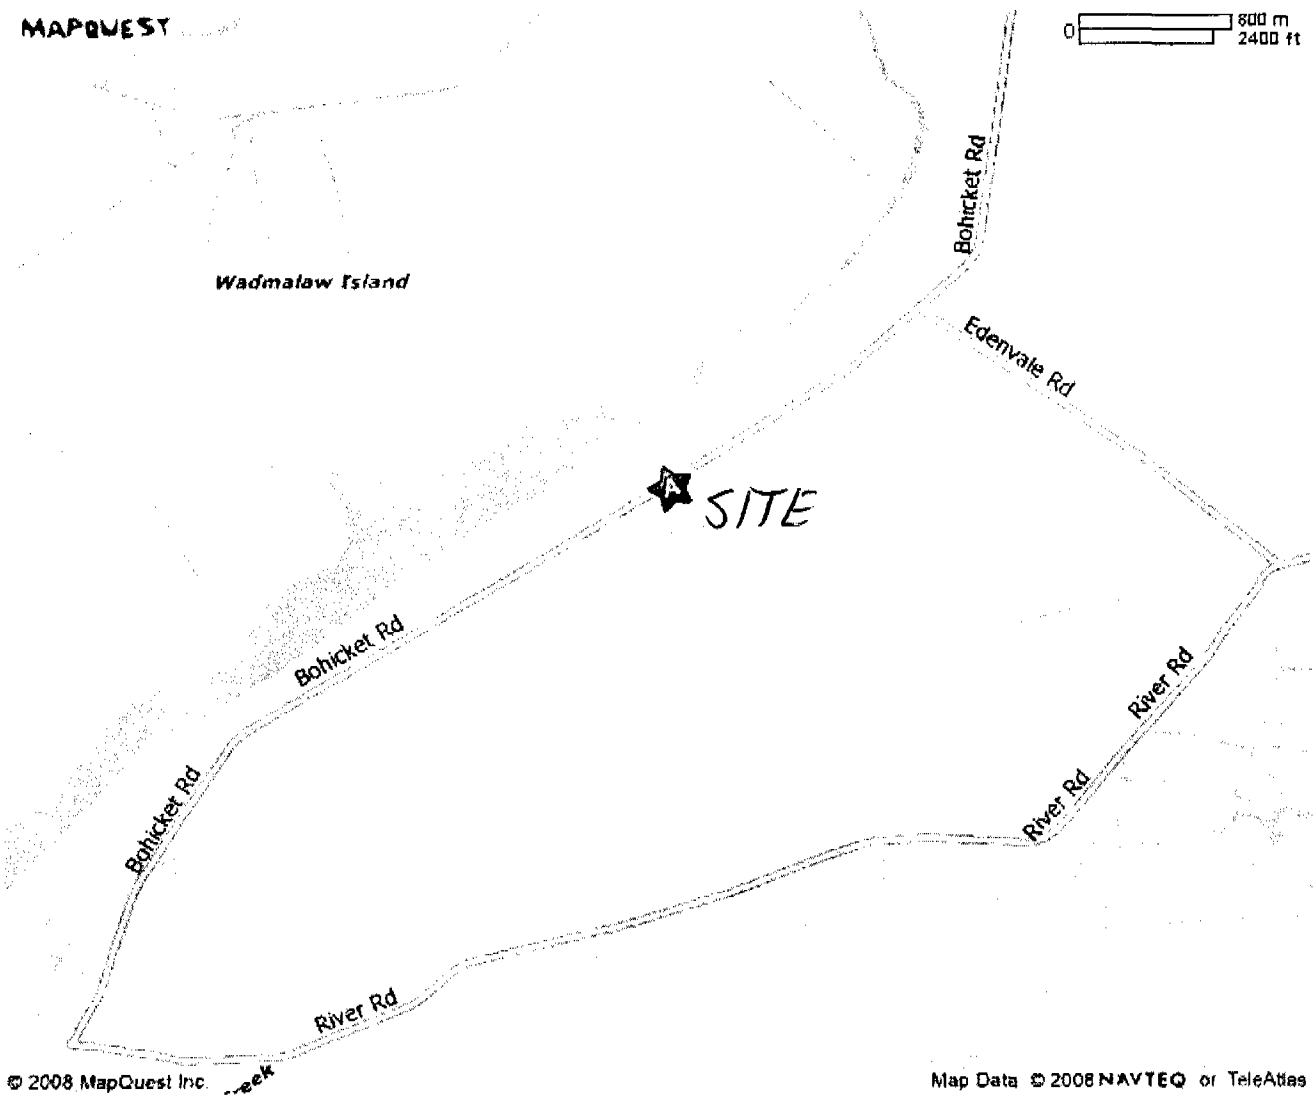 MAPQUEST
0
800 m
2400 ft
Bohicket Rd
Wadmalaw Island
Edenvale Rd
A
SITE
Bohicket Rd
River Rd
Bohicket Rd
River Rd
River Rd
© 2008 MapQuest Inc.
Map Data © 2008 NAVTEQ or TeleAtlas